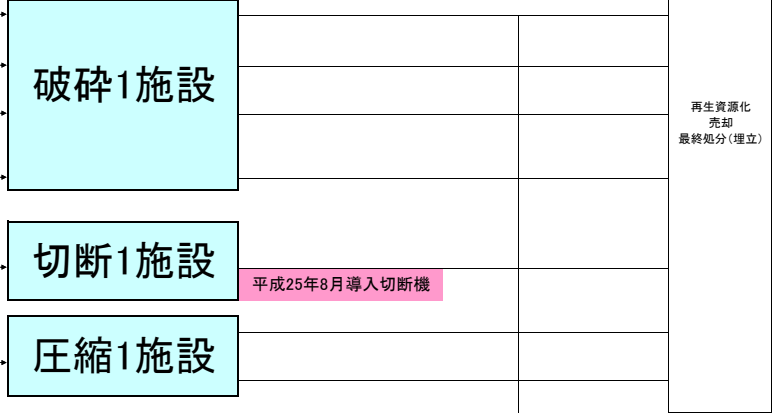 破砕1施設
再生資源化
売却
最終処分(埋立)
切断1施設
平成25年8月導入切断機
圧縮1施設